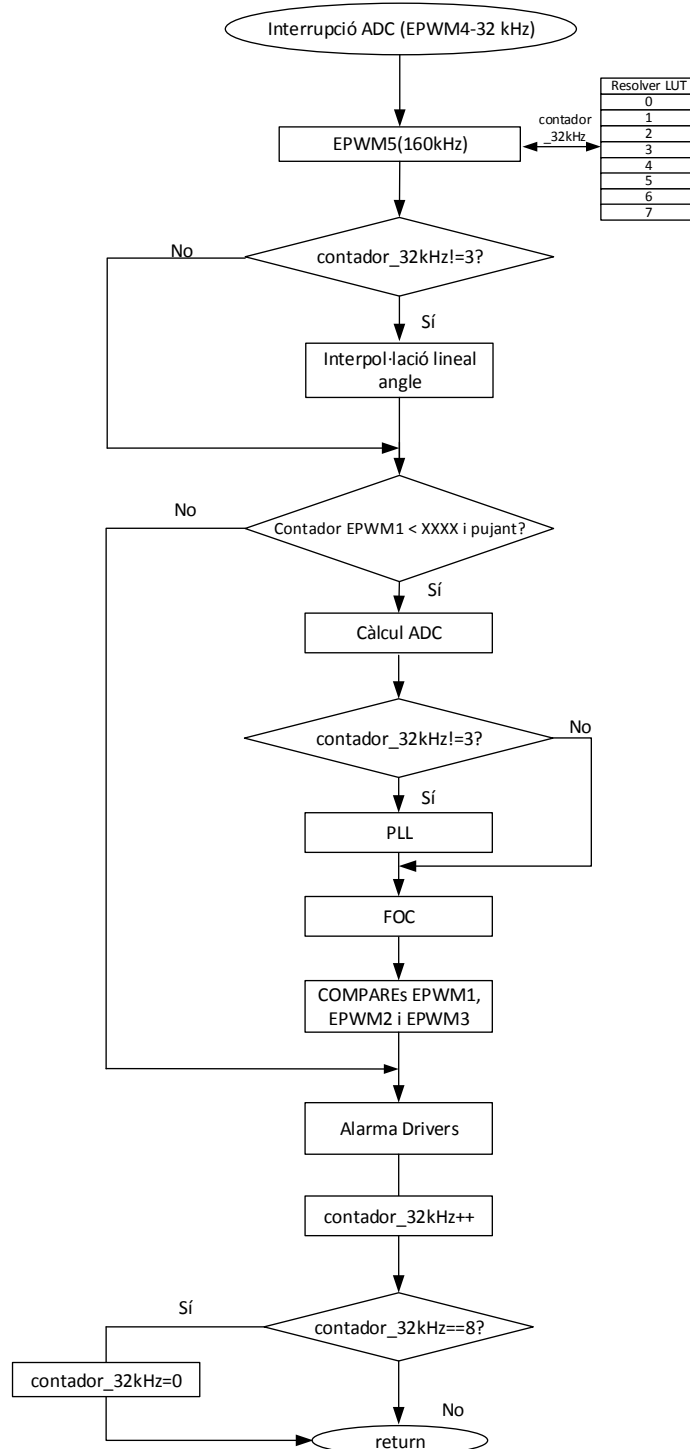 Interrupció ADC (EPWM4-32 kHz)
Resolver LUT
0
1
2
3
4
5
6
7
contador
_32kHz
EPWM5(160kHz)
No
contador_32kHz!=3?
Sí
Interpol·lació lineal
angle
No
Contador EPWM1 < XXXX i pujant?
Sí
Càlcul ADC
contador_32kHz!=3?
No
Sí
PLL
FOC
COMPAREs EPWM1,
EPWM2 i EPWM3
Alarma Drivers
contador_32kHz++
Sí
contador_32kHz==8?
contador_32kHz=0
No
return